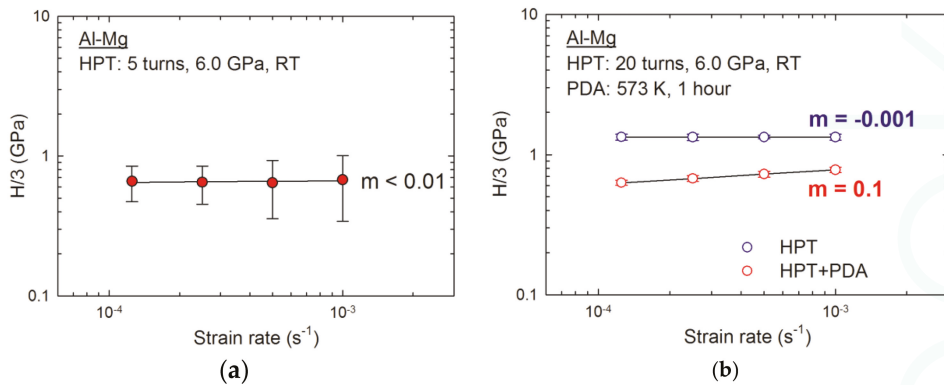 Al-Mg
HPT: 5 turns, 6.0 GPa, RT
m < 0.01
H/3 (GPa)
10
1
0.1
10⁻⁴
10⁻³
Strain rate (s⁻¹)
(a)
Al-Mg
HPT: 20 turns, 6.0 GPa, RT
PDA: 573 K, 1 hour
m = -0.001
m = 0.1
HPT
HPT+PDA
H/3 (GPa)
10
1
0.1
10⁻⁴
10⁻³
Strain rate (s⁻¹)
(b)